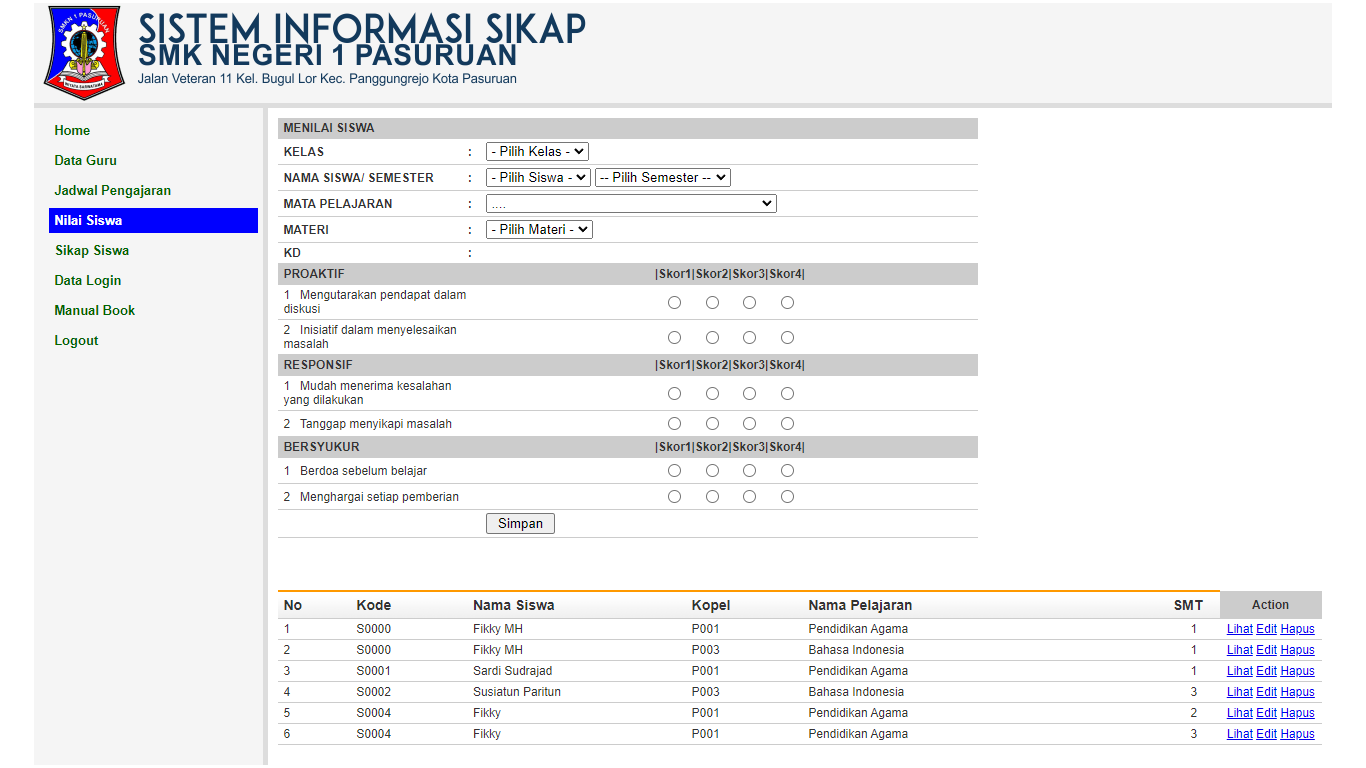 SMKN 1 PASURUAN
WIYATA SARWATAMA
SISTEM INFORMASI SIKAP
SMK NEGERI 1 PASURUAN
Jalan Veteran 11 Kel. Bugul Lor Kec. Panggungrejo Kota Pasuruan
Home
Data Guru
Jadwal Pengajaran
Nilai Siswa
Sikap Siswa
Data Login
Manual Book
Logout
MENILAI SISWA
KELAS : - Pilih Kelas -
NAMA SISWA/ SEMESTER : - Pilih Siswa - -- Pilih Semester --
MATA PELAJARAN : ....
MATERI : - Pilih Materi -
KD :
PROAKTIF |Skor1|Skor2|Skor3|Skor4|
1 Mengutarakan pendapat dalam
diskusi
2 Inisiatif dalam menyelesaikan
masalah
RESPONSIF |Skor1|Skor2|Skor3|Skor4|
1 Mudah menerima kesalahan
yang dilakukan
2 Tanggap menyikapi masalah
BERSYUKUR |Skor1|Skor2|Skor3|Skor4|
1 Berdoa sebelum belajar
2 Menghargai setiap pemberian
Simpan
No Kode Nama Siswa Kopel Nama Pelajaran SMT Action
1 S0000 Fikky MH P001 Pendidikan Agama 1 Lihat Edit Hapus
2 S0000 Fikky MH P003 Bahasa Indonesia 1 Lihat Edit Hapus
3 S0001 Sardi Sudrajad P001 Pendidikan Agama 1 Lihat Edit Hapus
4 S0002 Susiatun Paritun P003 Bahasa Indonesia 3 Lihat Edit Hapus
5 S0004 Fikky P001 Pendidikan Agama 2 Lihat Edit Hapus
6 S0004 Fikky P001 Pendidikan Agama 3 Lihat Edit Hapus